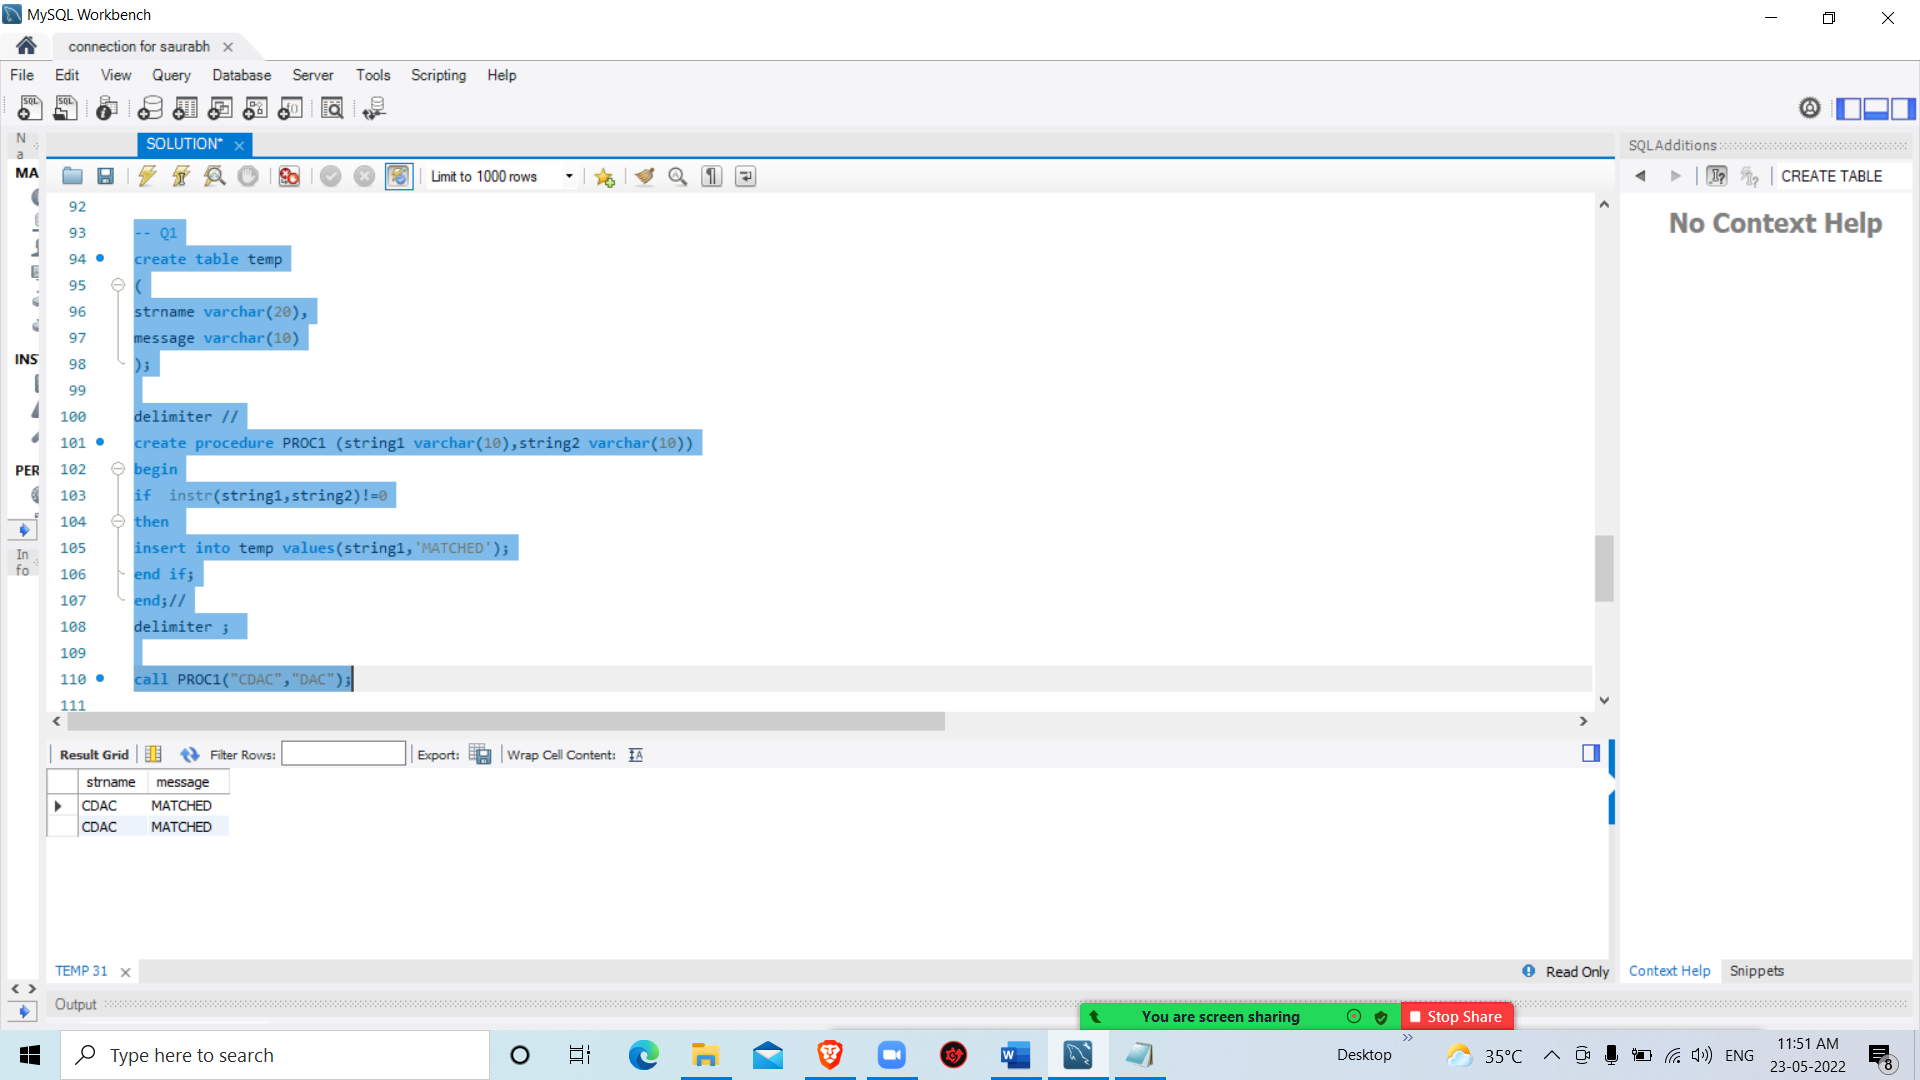 MySQL Workbench
connection for saurabh
File Edit View Query Database Server Tools Scripting Help
SQL SQL
N
a
SOLUTION*
SQLAdditions
MA
Limit to 1000 rows
CREATE TABLE
No Context Help
INS
PER
In
fo
92
93 -- Q1
94 create table temp
95 (
96 strname varchar(20),
97 message varchar(10)
98 );
99
100 delimiter //
101 create procedure PROC1 (string1 varchar(10),string2 varchar(10))
102 begin
103 if  instr(string1,string2)!=0
104 then
105 insert into temp values(string1,'MATCHED');
106 end if;
107 end;//
108 delimiter ;
109
110 call PROC1("CDAC","DAC");
111
Result Grid Filter Rows: Export: Wrap Cell Content:
strname message
CDAC MATCHED
CDAC MATCHED
TEMP 31
Read Only
Context Help Snippets
Output
You are screen sharing Stop Share
Type here to search
Desktop
35°C
ENG
11:51 AM
23-05-2022
8